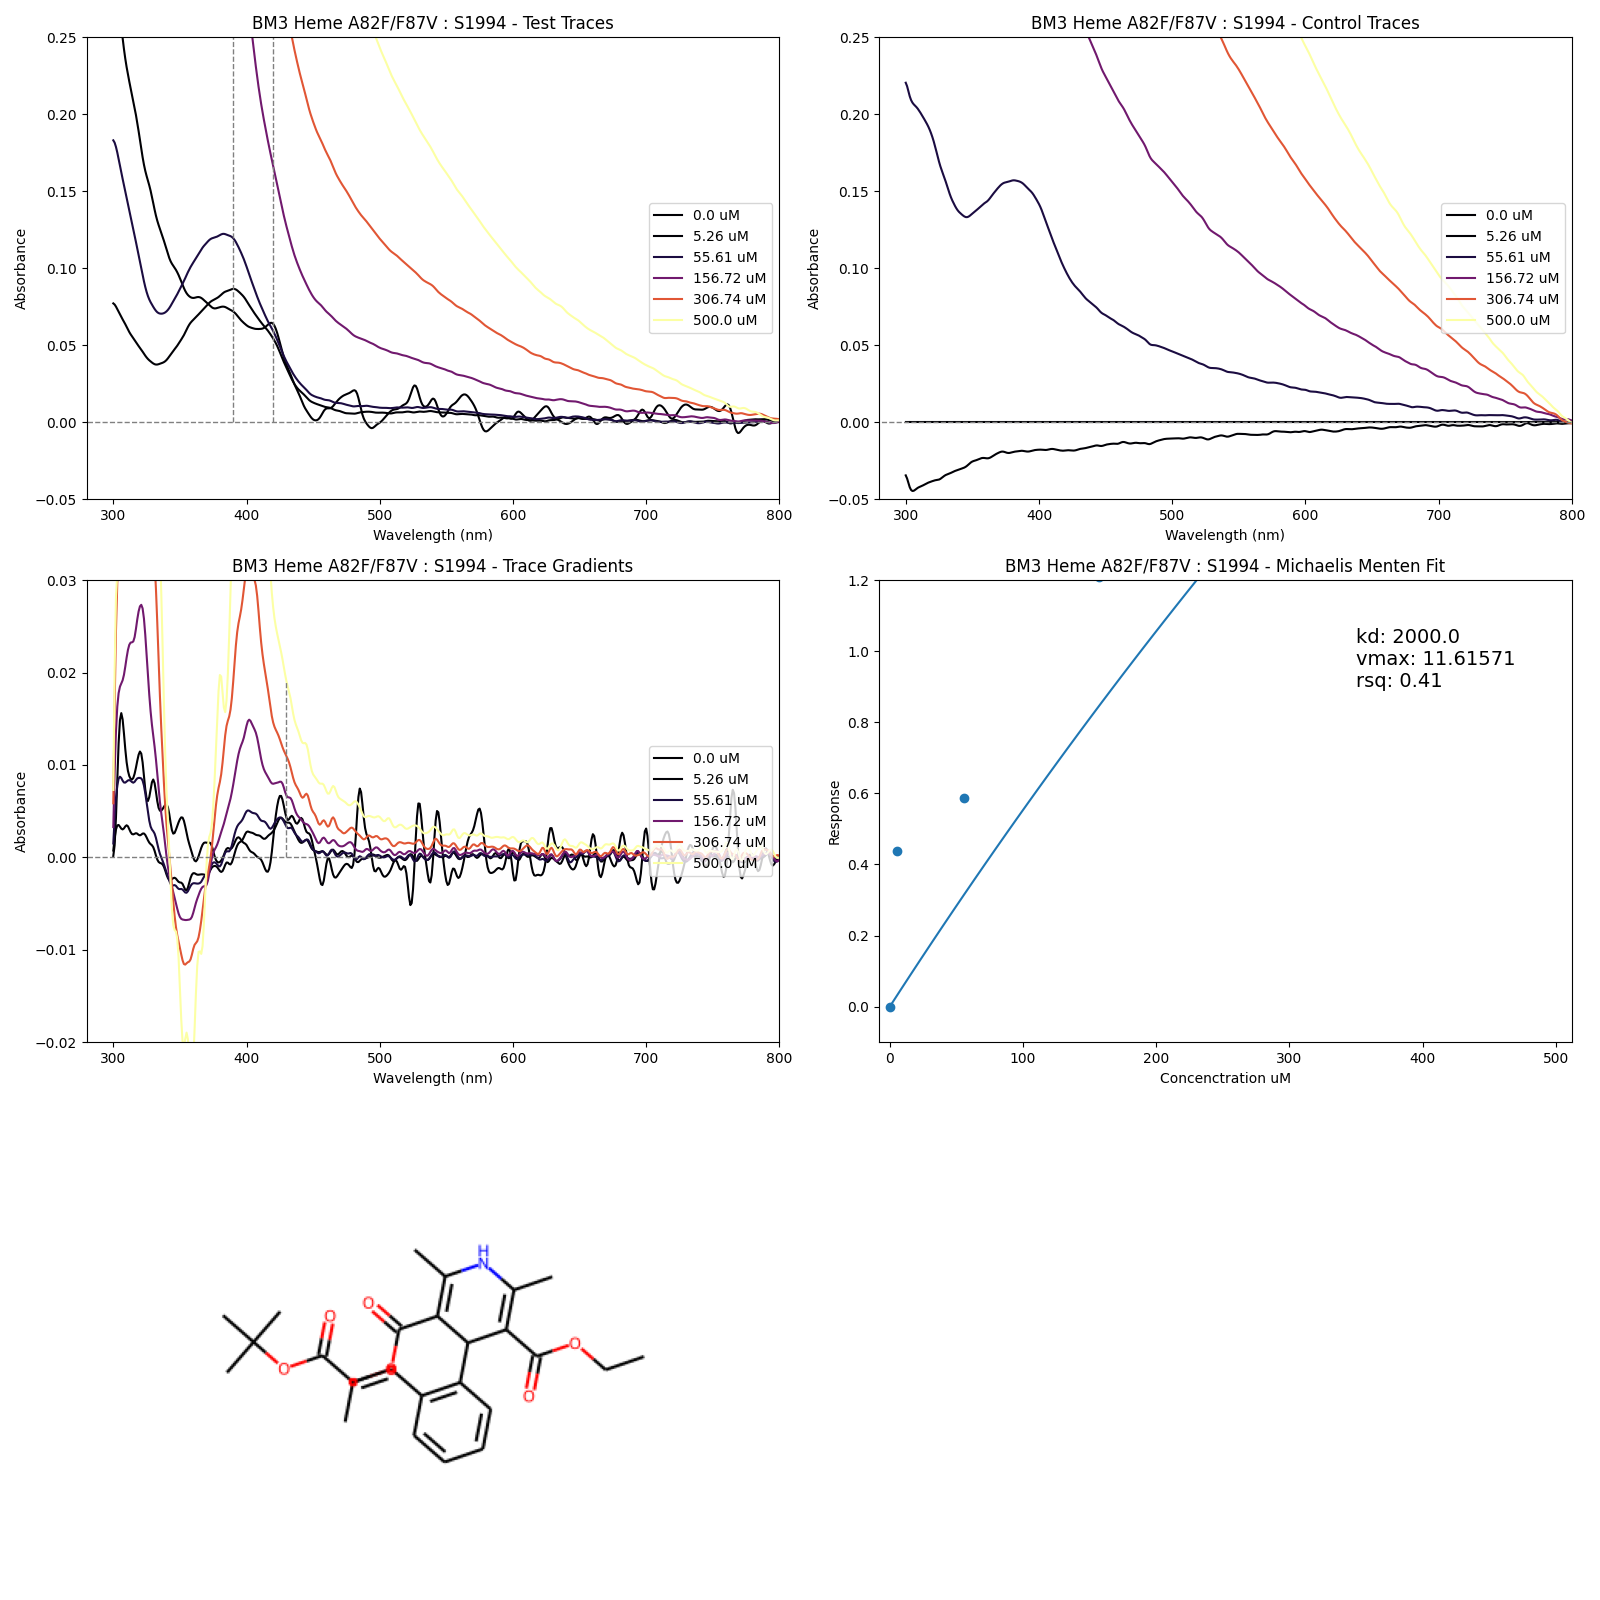 BM3 Heme A82F/F87V : S1994 - Test Traces
Absorbance
0.25
0.20
0.15
0.10
0.05
0.00
−0.05
300 400 500 600 700 800
Wavelength (nm)
0.0 uM
5.26 uM
55.61 uM
156.72 uM
306.74 uM
500.0 uM
BM3 Heme A82F/F87V : S1994 - Control Traces
Absorbance
0.25
0.20
0.15
0.10
0.05
0.00
−0.05
300 400 500 600 700 800
Wavelength (nm)
0.0 uM
5.26 uM
55.61 uM
156.72 uM
306.74 uM
500.0 uM
BM3 Heme A82F/F87V : S1994 - Trace Gradients
Absorbance
0.03
0.02
0.01
0.00
−0.01
−0.02
300 400 500 600 700 800
Wavelength (nm)
0.0 uM
5.26 uM
55.61 uM
156.72 uM
306.74 uM
500.0 uM
BM3 Heme A82F/F87V : S1994 - Michaelis Menten Fit
Response
1.2
1.0
0.8
0.6
0.4
0.2
0.0
0 100 200 300 400 500
Concenctration uM
kd: 2000.0
vmax: 11.61571
rsq: 0.41
H
N
O
O
O
O
O